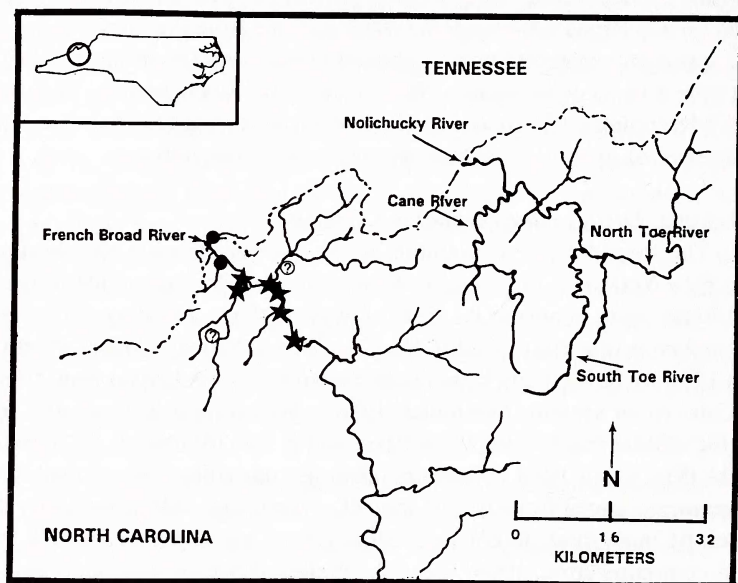 TENNESSEE
Nolichucky River
Cane River
French Broad River
North Toe River
?
?
South Toe River
N
NORTH CAROLINA
0 16 32
KILOMETERS